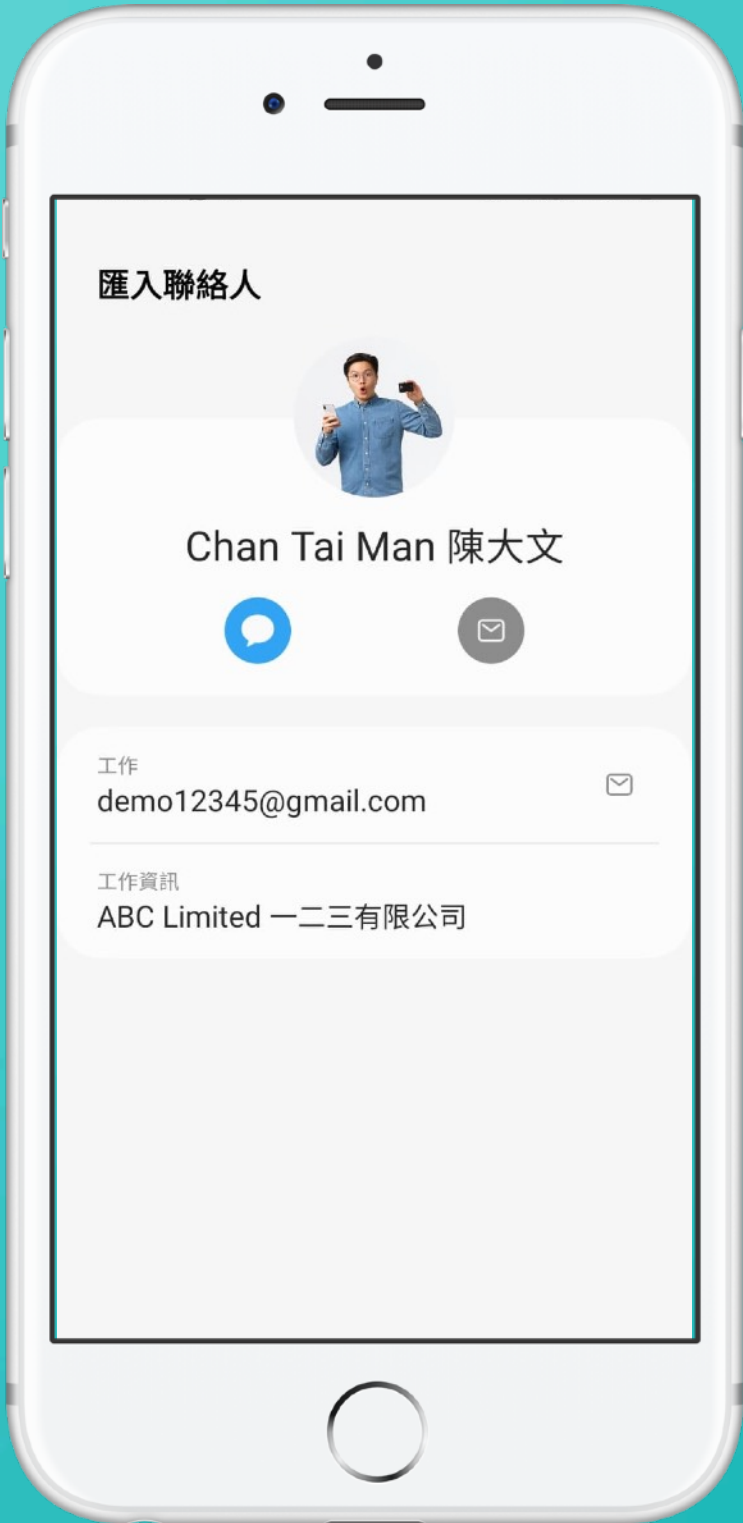 匯入聯絡人
Chan Tai Man 陳大文
工作
demo12345@gmail.com
工作資訊
ABC Limited 一二三有限公司